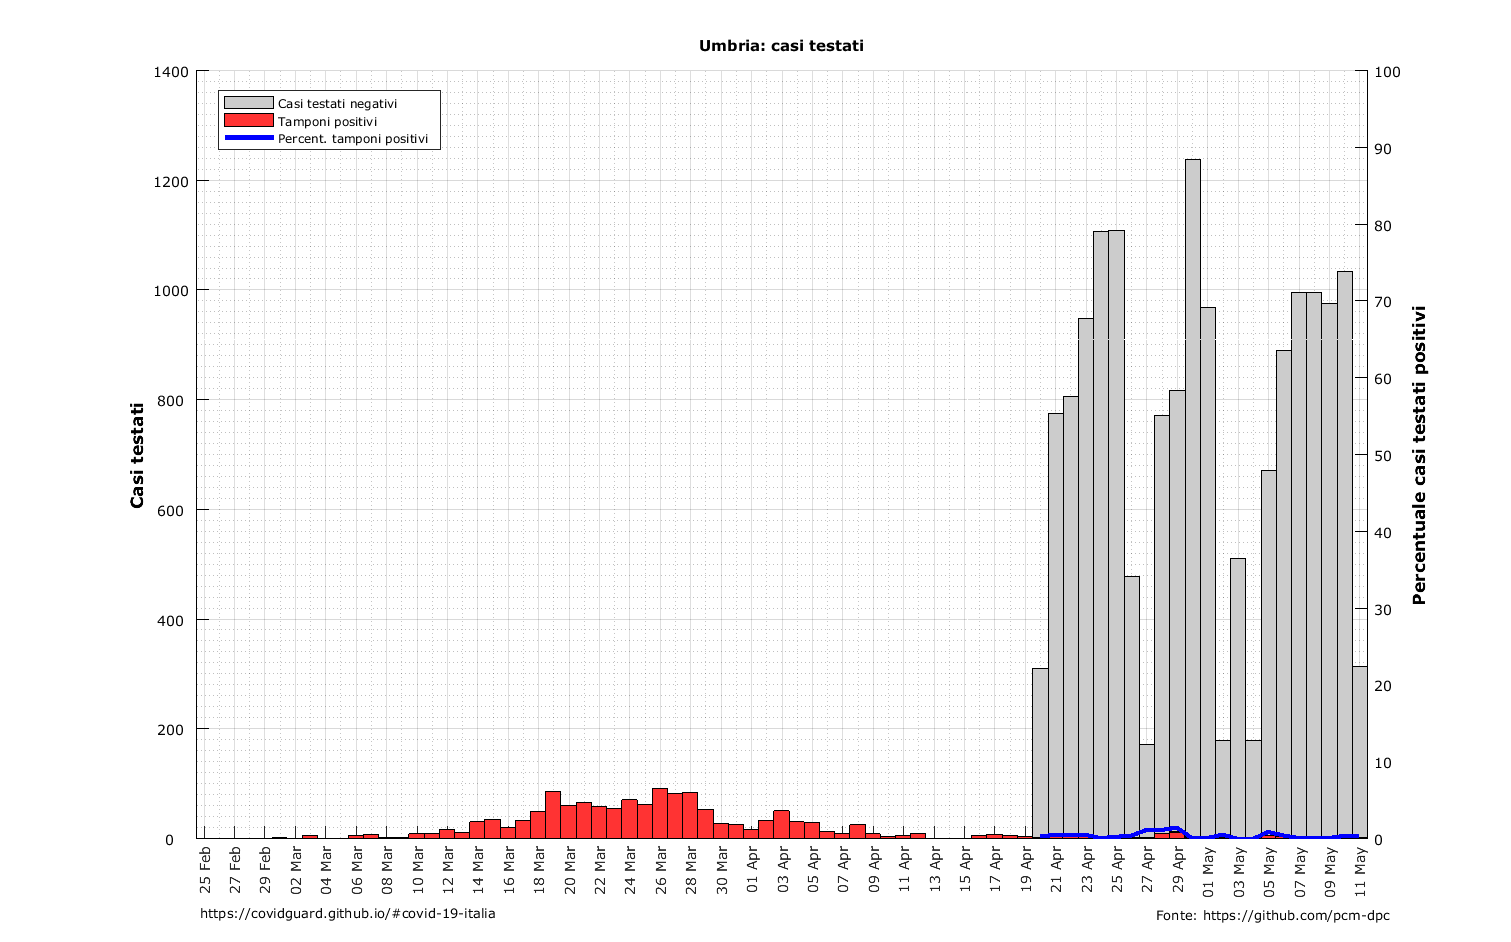 Umbria: casi testati
Casi testati negativi
Tamponi positivi
Percent. tamponi positivi
Casi testati
1400
1200
1000
800
600
400
200
0
100
90
80
70
60
50
40
30
20
10
0
Percentuale casi testati positivi
25 Feb
27 Feb
29 Feb
02 Mar
04 Mar
06 Mar
08 Mar
10 Mar
12 Mar
14 Mar
16 Mar
18 Mar
20 Mar
22 Mar
24 Mar
26 Mar
28 Mar
30 Mar
01 Apr
03 Apr
05 Apr
07 Apr
09 Apr
11 Apr
13 Apr
15 Apr
17 Apr
19 Apr
21 Apr
23 Apr
25 Apr
27 Apr
29 Apr
01 May
03 May
05 May
07 May
09 May
11 May
https://covidguard.github.io/#covid-19-italia
Fonte: https://github.com/pcm-dpc